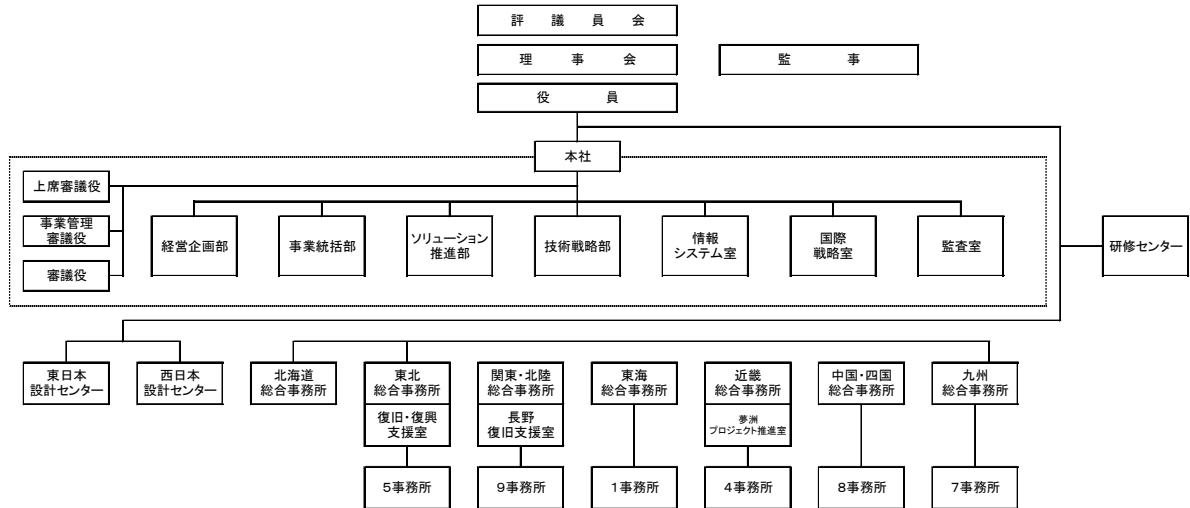 評議員会
理事会
監事
役員
本社
上席審議役
事業管理
審議役
審議役
経営企画部
事業統括部
ソリューション
推進部
技術戦略部
情報
システム室
国際
戦略室
監査室
研修センター
東日本
設計センター
西日本
設計センター
北海道
総合事務所
東北
総合事務所
復旧・復興
支援室
関東・北陸
総合事務所
長野
復旧支援室
東海
総合事務所
近畿
総合事務所
夢洲
プロジェクト推進室
中国・四国
総合事務所
九州
総合事務所
5事務所
9事務所
1事務所
4事務所
8事務所
7事務所